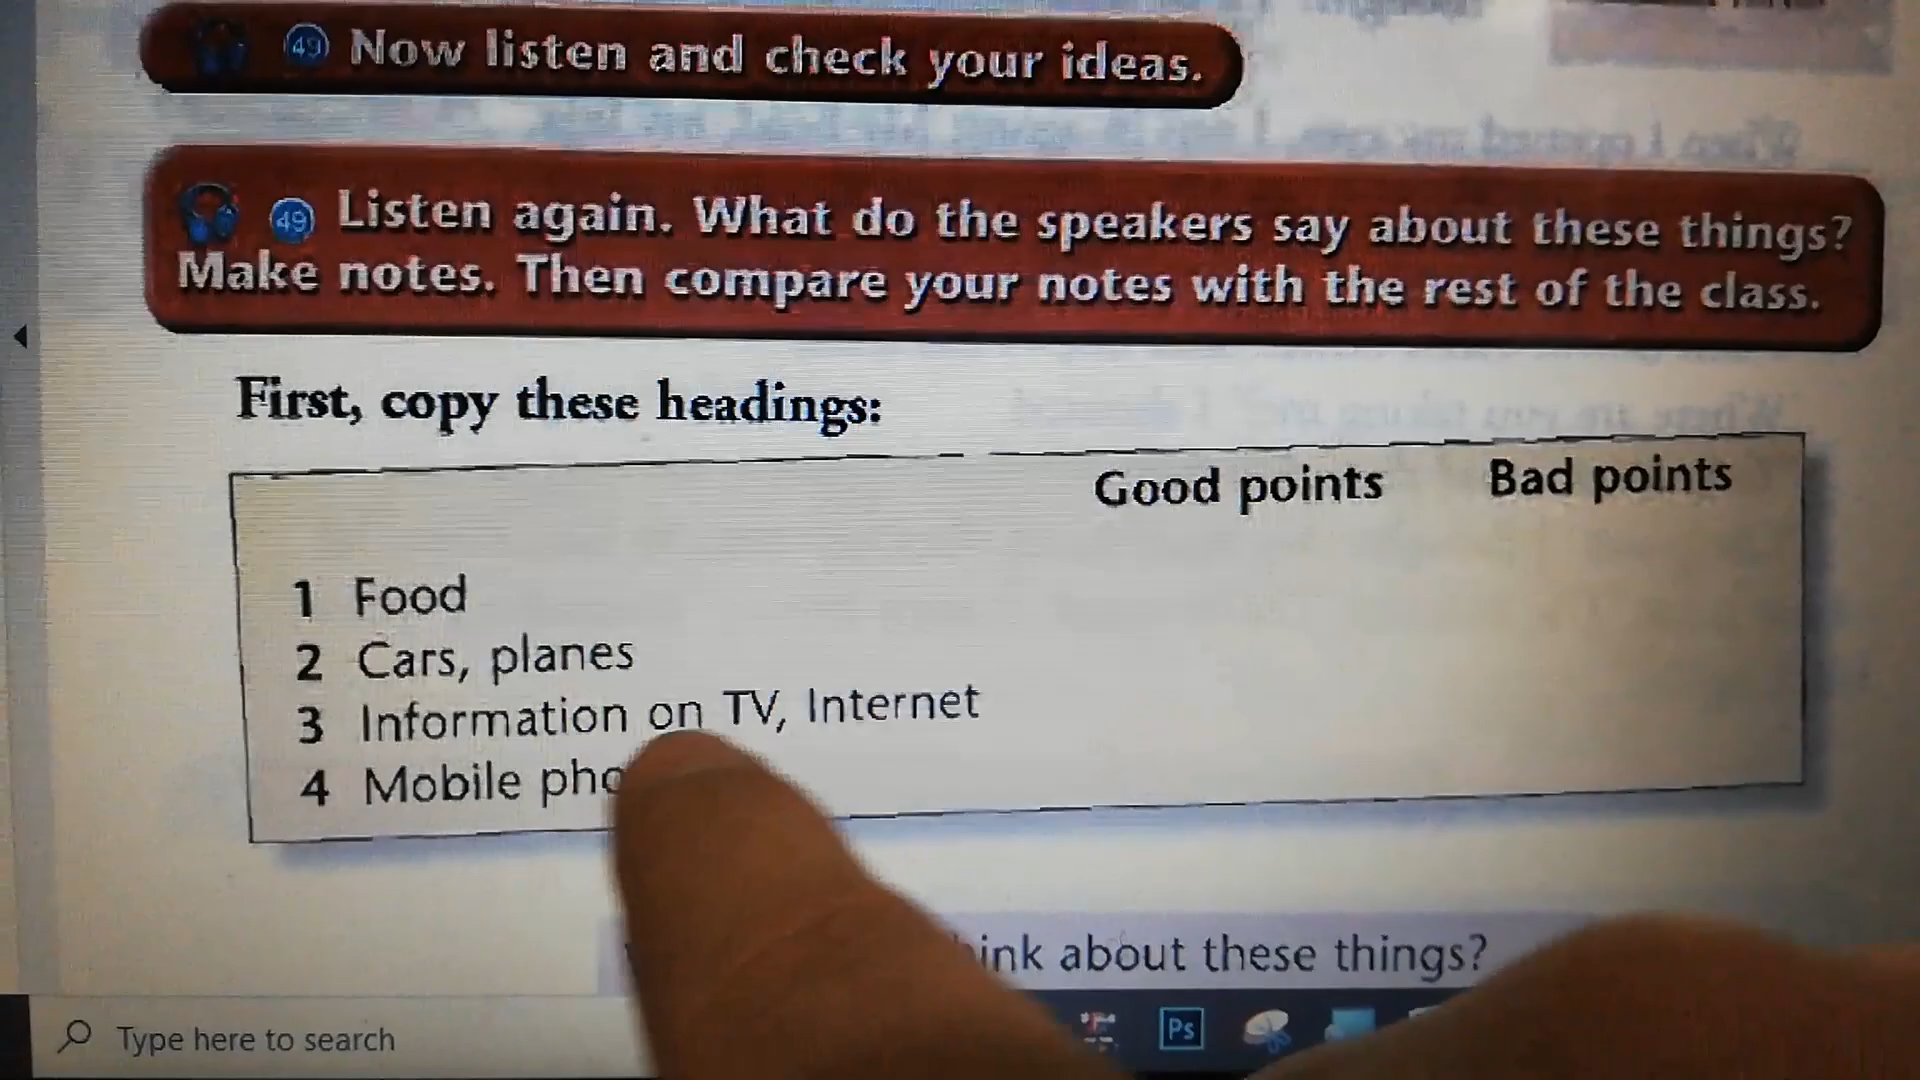 49 Now listen and check your ideas.
49 Listen again. What do the speakers say about these things?
Make notes. Then compare your notes with the rest of the class.
First, copy these headings:
Good points Bad points
1 Food
2 Cars, planes
3 Information on TV, Internet
4 Mobile
about these things?
Type here to search
Ps